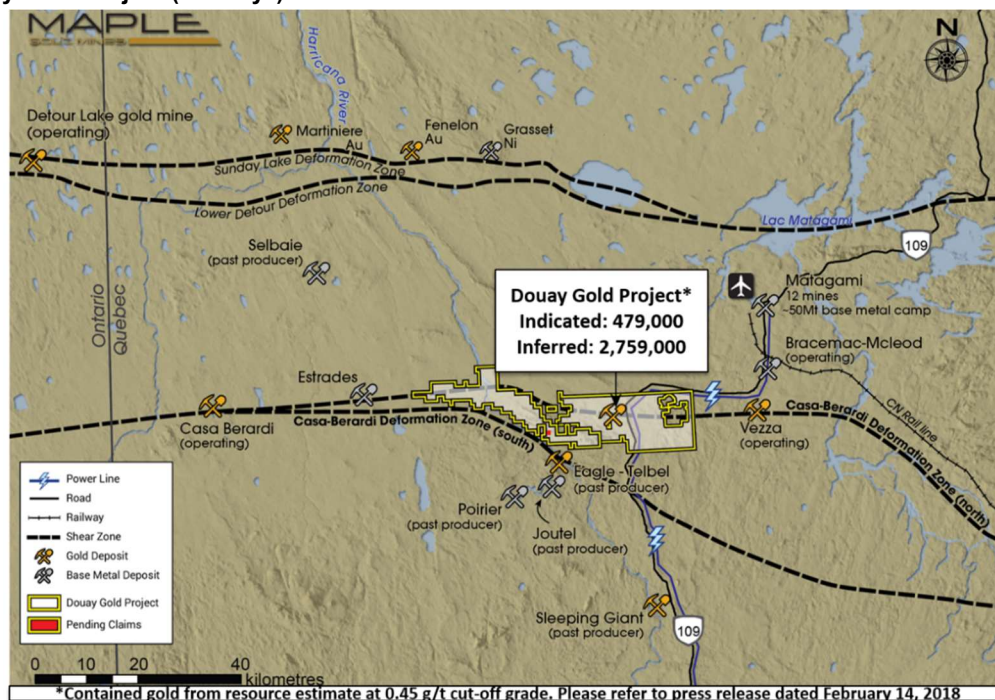 MAPLE
GOLD MINES
N
Harricana River
Detour Lake gold mine
(operating)
Martiniere
Au
Fenelon
Au
Grasset
Ni
Sunday Lake Deformation Zone
Lower Detour Deformation Zone
Lac Matagami
109
Selbaie
(past producer)
Ontario
Quebec
Douay Gold Project*
Indicated: 479,000
Inferred: 2,759,000
Matagami
12 mines
~50Mt base metal camp
Bracemac-Mcleod
(operating)
Estrades
CN Rail line
Casa Berardi
(operating)
Casa-Berardi Deformation Zone (south)
Vezza
(operating)
Casa-Berardi Deformation Zone (north)
Eagle - Telbel
(past producer)
Poirier
(past producer)
Joutel
(past producer)
Sleeping Giant
(past producer)
109
Power Line
Road
Railway
Shear Zone
Gold Deposit
Base Metal Deposit
Douay Gold Project
Pending Claims
0 10 20 40
kilometres
*Contained gold from resource estimate at 0.45 g/t cut-off grade. Please refer to press release dated February 14, 2018